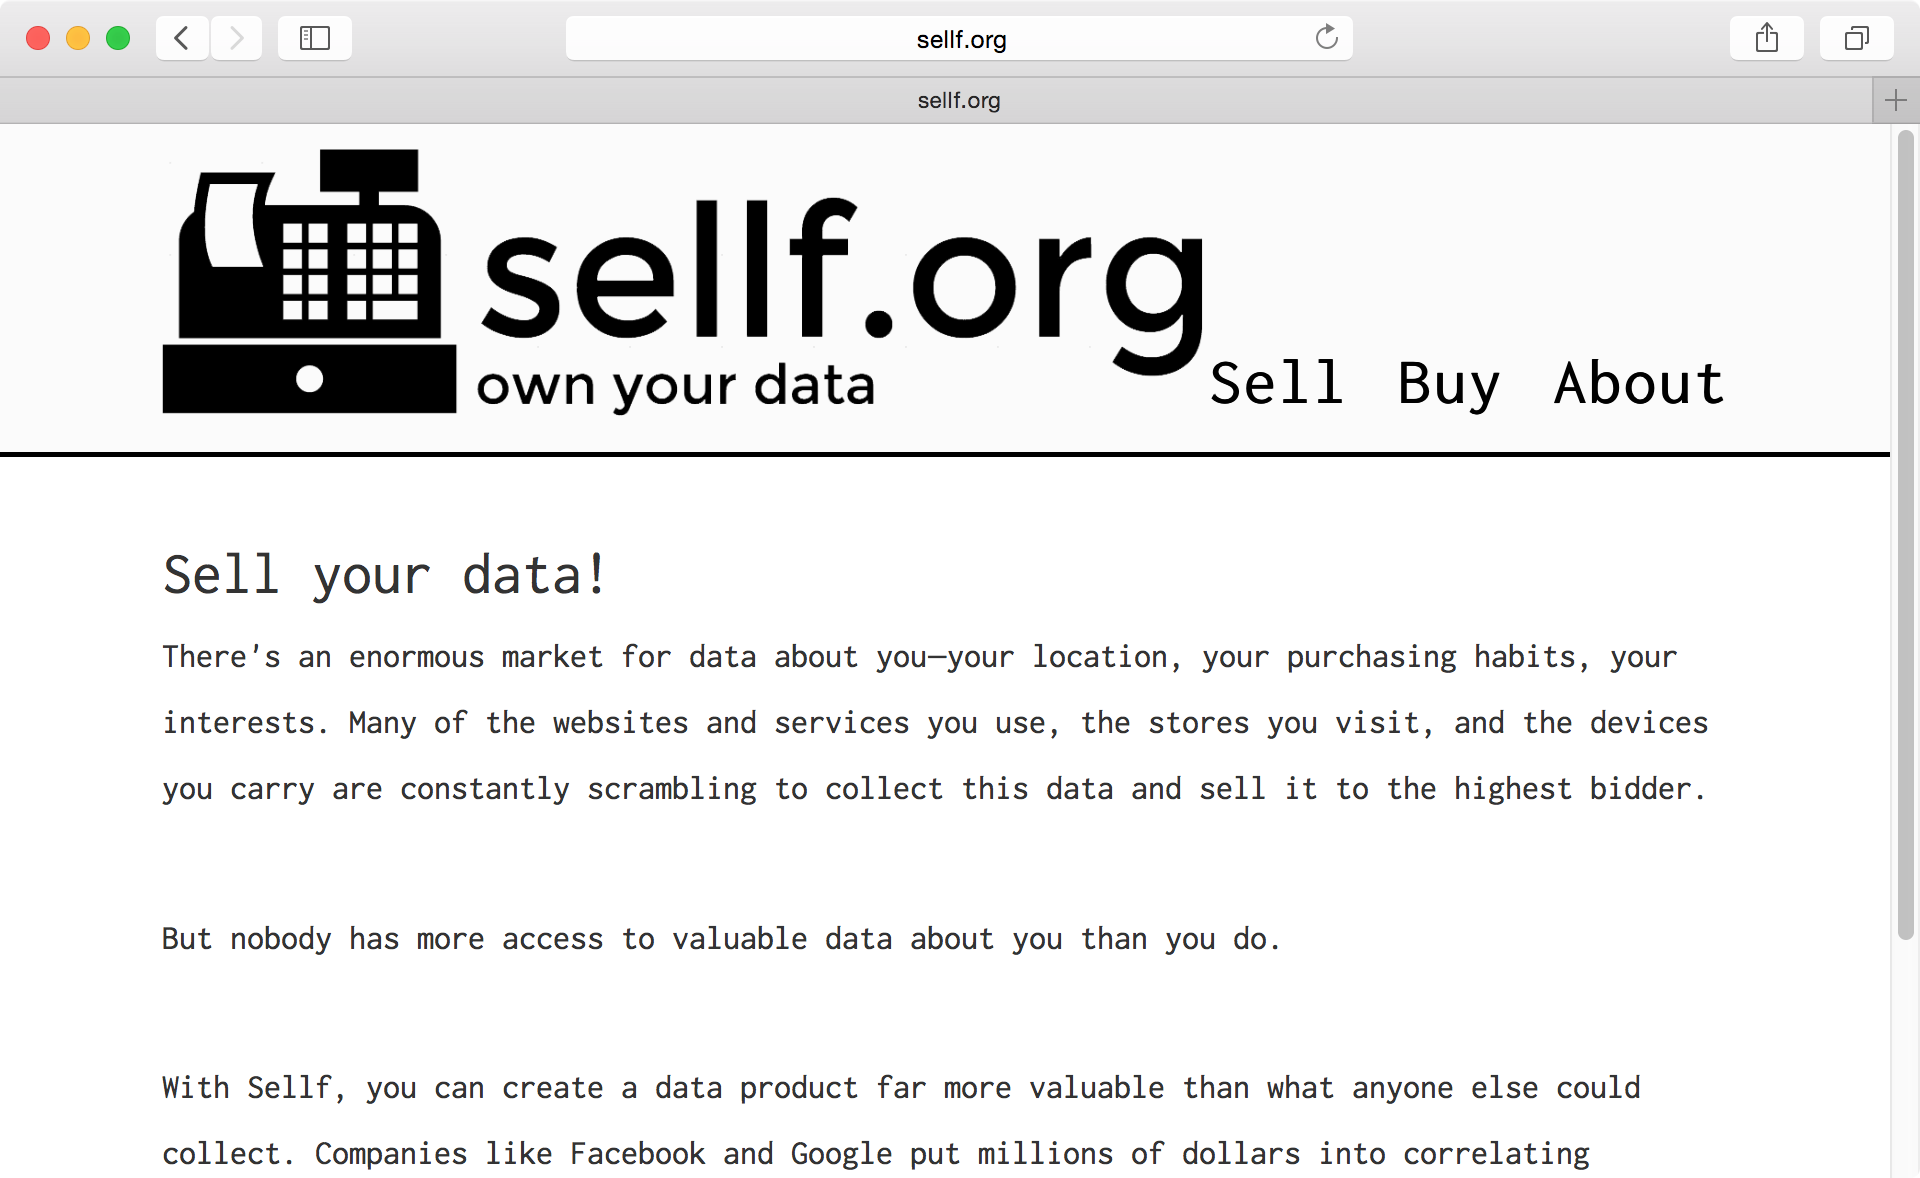 sellf.org
sellf.org
sellf.org
own your data
Sell Buy About
Sell your data!
There's an enormous market for data about you—your location, your purchasing habits, your
interests. Many of the websites and services you use, the stores you visit, and the devices
you carry are constantly scrambling to collect this data and sell it to the highest bidder.
But nobody has more access to valuable data about you than you do.
With Sellf, you can create a data product far more valuable than what anyone else could
collect. Companies like Facebook and Google put millions of dollars into correlating